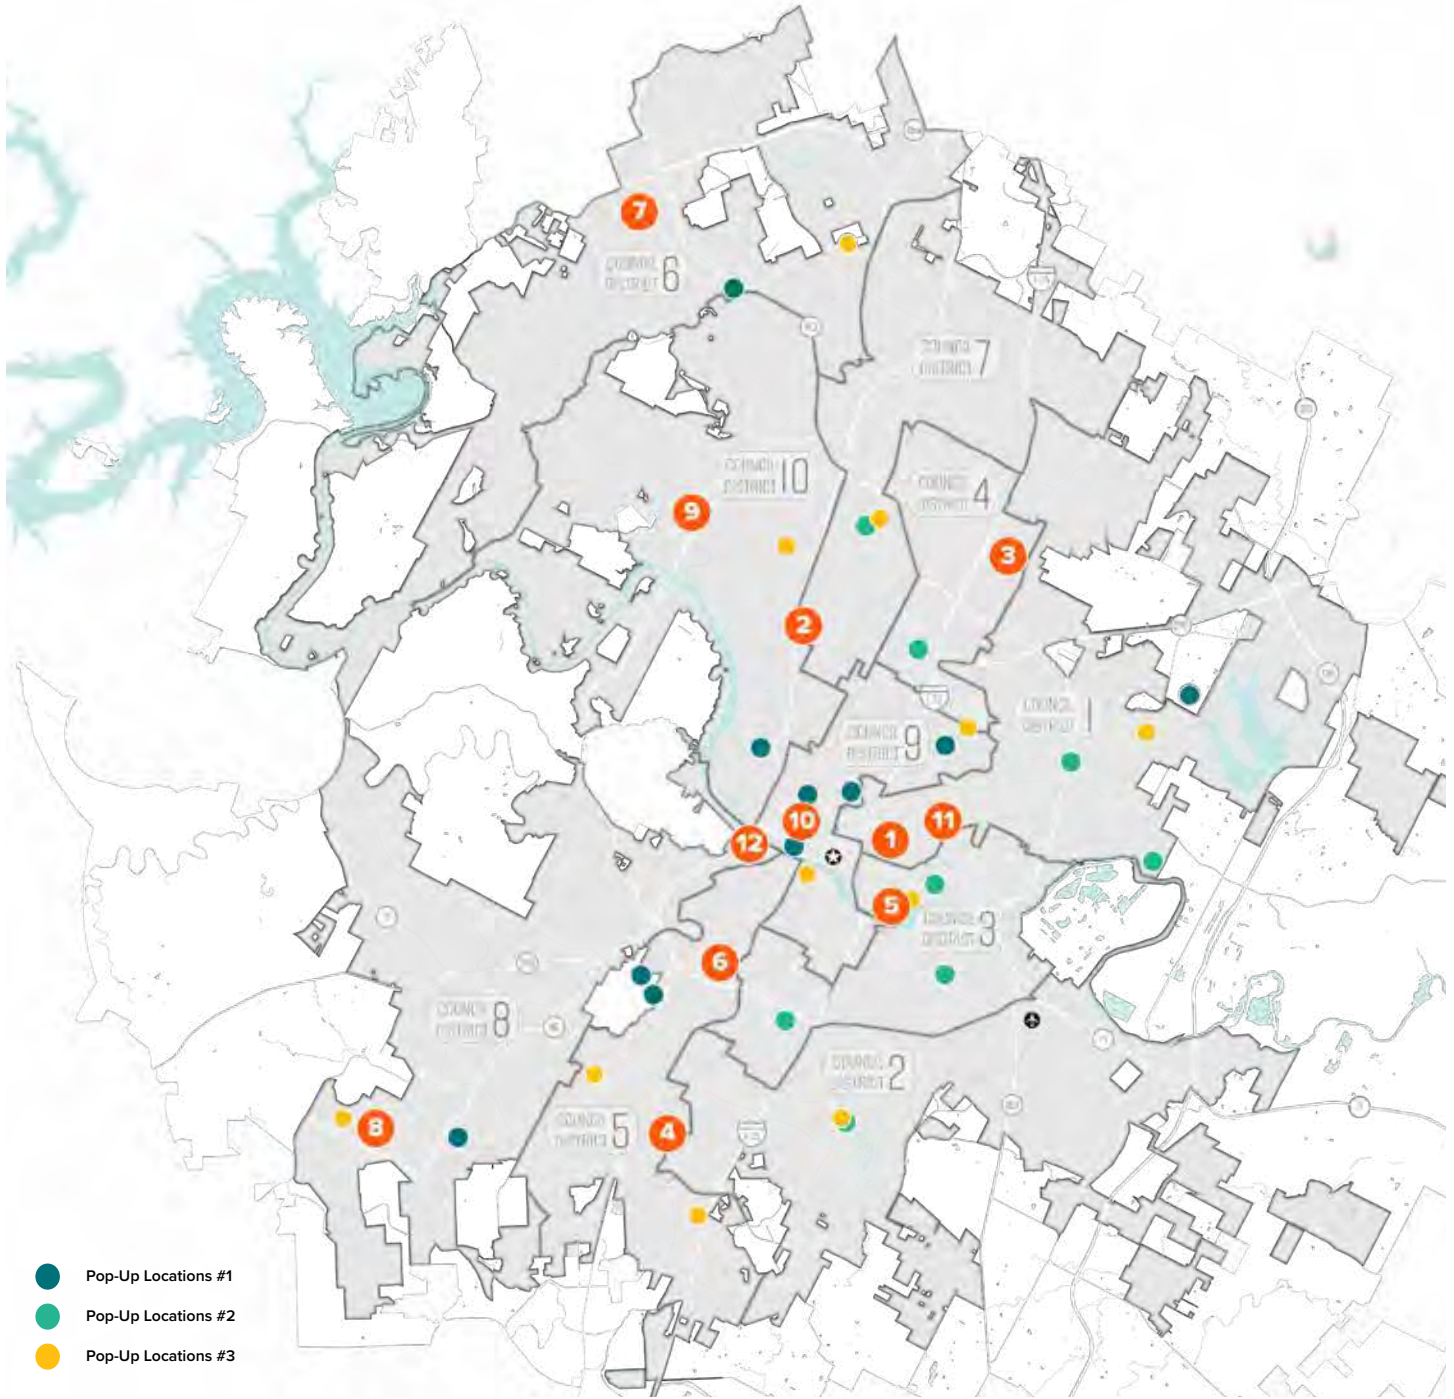 7
COUNCIL
DISTRICT 6
COUNCIL
DISTRICT 7
COUNCIL
DISTRICT 10
COUNCIL
DISTRICT 4
9
3
2
COUNCIL
DISTRICT 1
COUNCIL
DISTRICT 9
10
11
12
1
5
COUNCIL
DISTRICT 3
6
COUNCIL
DISTRICT 8
COUNCIL
DISTRICT 2
8
COUNCIL
DISTRICT 5
4
Pop-Up Locations #1
Pop-Up Locations #2
Pop-Up Locations #3